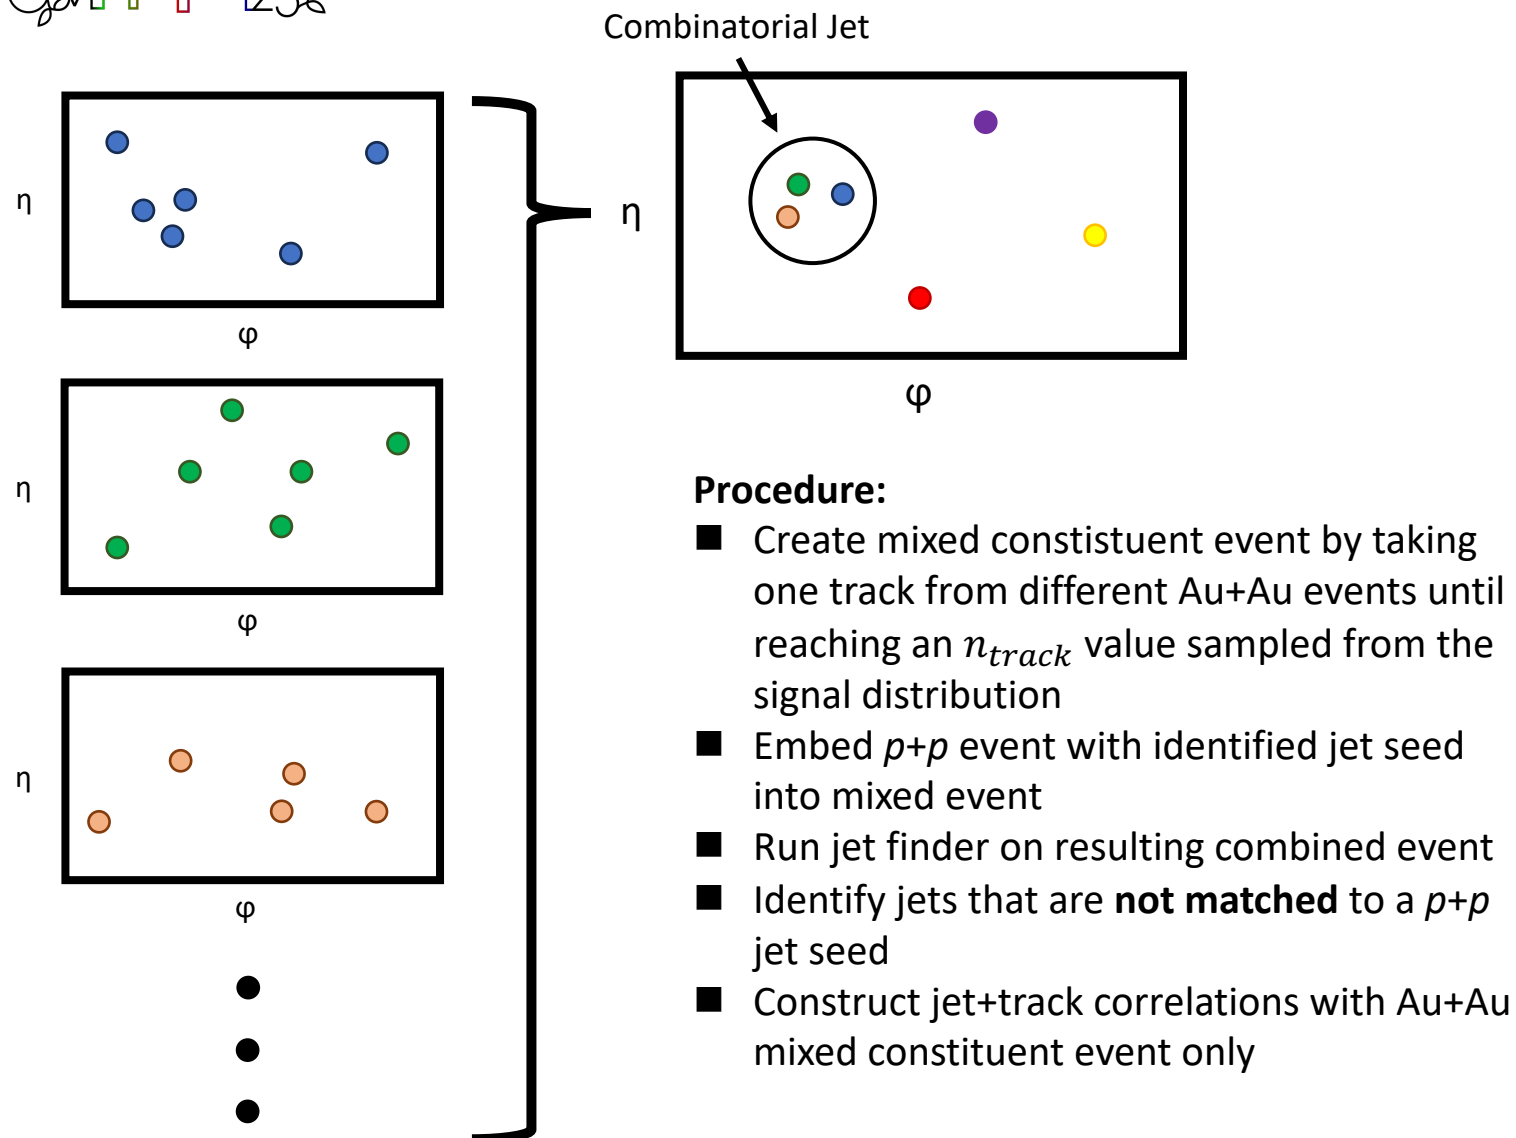 Combinatorial Jet
η
φ
η
φ
η
φ
η
φ
Procedure:
■ Create mixed constistuent event by taking
one track from different Au+Au events until
reaching an n_track value sampled from the
signal distribution
■ Embed p+p event with identified jet seed
into mixed event
■ Run jet finder on resulting combined event
■ Identify jets that are not matched to a p+p
jet seed
■ Construct jet+track correlations with Au+Au
mixed constituent event only